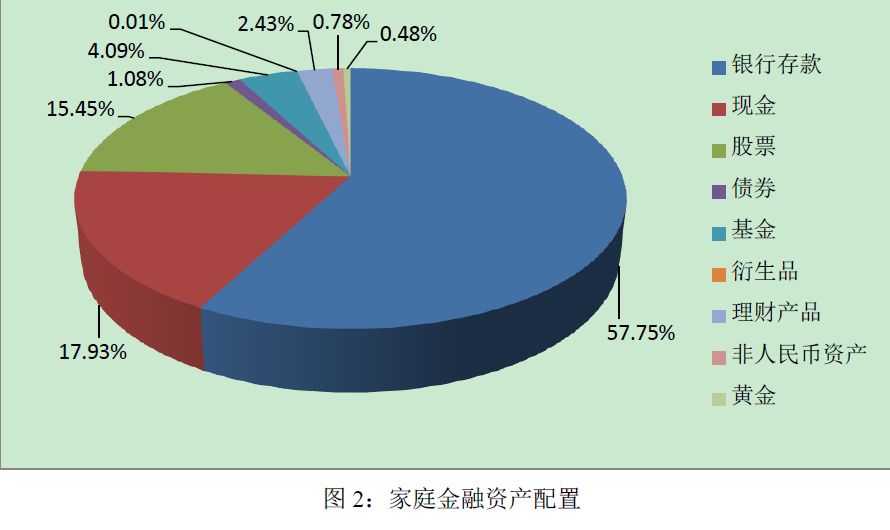 0.01%
2.43%
0.78%
0.48%
4.09%
1.08%
15.45%
17.93%
57.75%
银行存款
现金
股票
债券
基金
衍生品
理财产品
非人民币资产
黄金
图 2：家庭金融资产配置